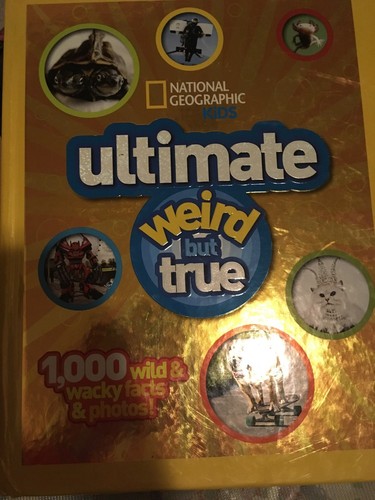 NATIONAL
GEOGRAPHIC
KiDS
ultimate
weird
but
true
1,000 wild &
wacky facts
& photos!